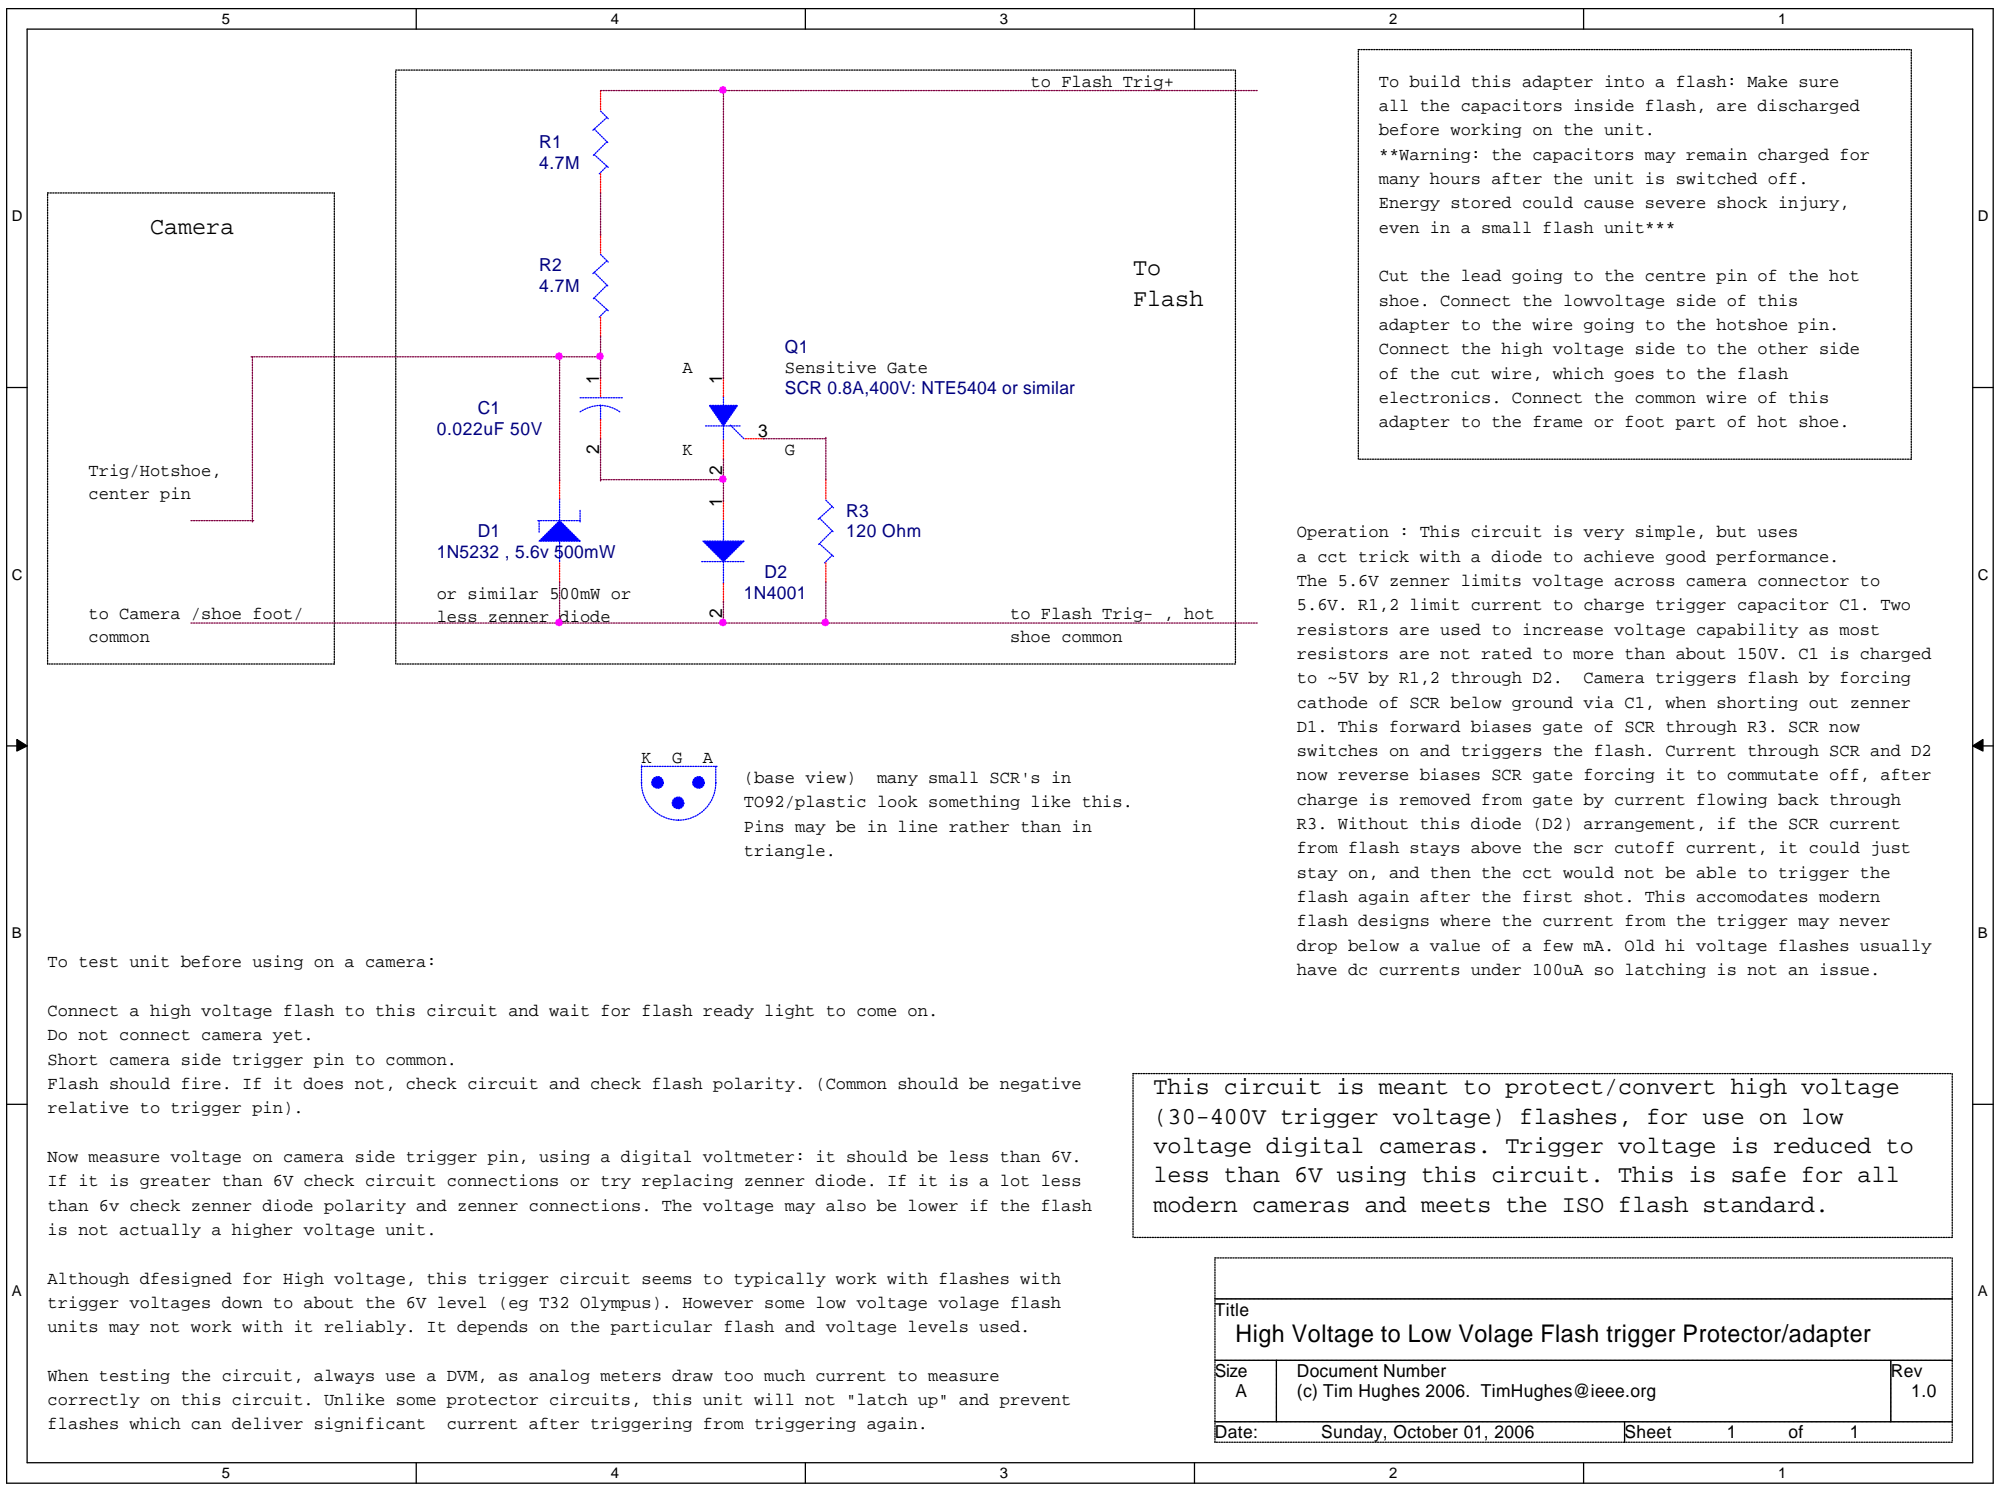 5 4 3 2 1
D
C
B
A
D
C
B
A
Camera
Trig/Hotshoe,
center pin
to Camera /shoe foot/
common
to Flash Trig+
R1
4.7M
R2
4.7M
To
Flash
Q1
Sensitive Gate
SCR 0.8A,400V: NTE5404 or similar
A
1
1
C1
0.022uF 50V
2
K
2
3
G
1
R3
120 Ohm
D1
1N5232 , 5.6v 500mW
or similar 500mW or
less zenner diode
D2
1N4001
2
to Flash Trig- , hot
shoe common
K G A
(base view)  many small SCR's in
TO92/plastic look something like this.
Pins may be in line rather than in
triangle.
To build this adapter into a flash: Make sure
all the capacitors inside flash, are discharged
before working on the unit.
**Warning: the capacitors may remain charged for
many hours after the unit is switched off.
Energy stored could cause severe shock injury,
even in a small flash unit***
Cut the lead going to the centre pin of the hot
shoe. Connect the lowvoltage side of this
adapter to the wire going to the hotshoe pin.
Connect the high voltage side to the other side
of the cut wire, which goes to the flash
electronics. Connect the common wire of this
adapter to the frame or foot part of hot shoe.
Operation : This circuit is very simple, but uses
a cct trick with a diode to achieve good performance.
The 5.6V zenner limits voltage across camera connector to
5.6V. R1,2 limit current to charge trigger capacitor C1. Two
resistors are used to increase voltage capability as most
resistors are not rated to more than about 150V. C1 is charged
to ~5V by R1,2 through D2.  Camera triggers flash by forcing
cathode of SCR below ground via C1, when shorting out zenner
D1. This forward biases gate of SCR through R3. SCR now
switches on and triggers the flash. Current through SCR and D2
now reverse biases SCR gate forcing it to commutate off, after
charge is removed from gate by current flowing back through
R3. Without this diode (D2) arrangement, if the SCR current
from flash stays above the scr cutoff current, it could just
stay on, and then the cct would not be able to trigger the
flash again after the first shot. This accomodates modern
flash designs where the current from the trigger may never
drop below a value of a few mA. Old hi voltage flashes usually
have dc currents under 100uA so latching is not an issue.
To test unit before using on a camera:
Connect a high voltage flash to this circuit and wait for flash ready light to come on.
Do not connect camera yet.
Short camera side trigger pin to common.
Flash should fire. If it does not, check circuit and check flash polarity. (Common should be negative
relative to trigger pin).
Now measure voltage on camera side trigger pin, using a digital voltmeter: it should be less than 6V.
If it is greater than 6V check circuit connections or try replacing zenner diode. If it is a lot less
than 6v check zenner diode polarity and zenner connections. The voltage may also be lower if the flash
is not actually a higher voltage unit.
Although dfesigned for High voltage, this trigger circuit seems to typically work with flashes with
trigger voltages down to about the 6V level (eg T32 Olympus). However some low voltage volage flash
units may not work with it reliably. It depends on the particular flash and voltage levels used.
When testing the circuit, always use a DVM, as analog meters draw too much current to measure
correctly on this circuit. Unlike some protector circuits, this unit will not "latch up" and prevent
flashes which can deliver significant  current after triggering from triggering again.
This circuit is meant to protect/convert high voltage
(30-400V trigger voltage) flashes, for use on low
voltage digital cameras. Trigger voltage is reduced to
less than 6V using this circuit. This is safe for all
modern cameras and meets the ISO flash standard.
Title
High Voltage to Low Volage Flash trigger Protector/adapter
Size Document Number Rev
A (c) Tim Hughes 2006.  TimHughes@ieee.org 1.0
Date: Sunday, October 01, 2006 Sheet 1 of 1
5 4 3 2 1